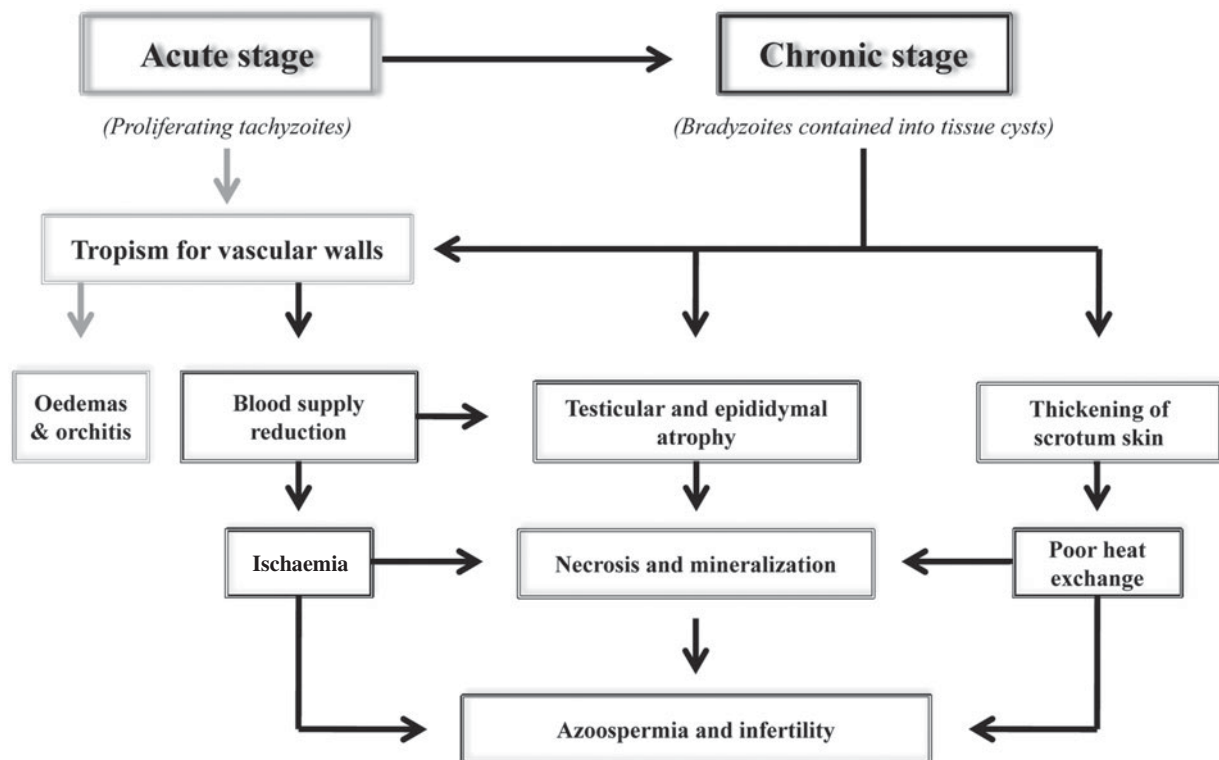 Acute stage
Chronic stage
(Proliferating tachyzoites)
(Bradyzoites contained into tissue cysts)
Tropism for vascular walls
Oedemas
& orchitis
Blood supply
reduction
Testicular and epididymal
atrophy
Thickening of
scrotum skin
Ischaemia
Necrosis and mineralization
Poor heat
exchange
Azoospermia and infertility